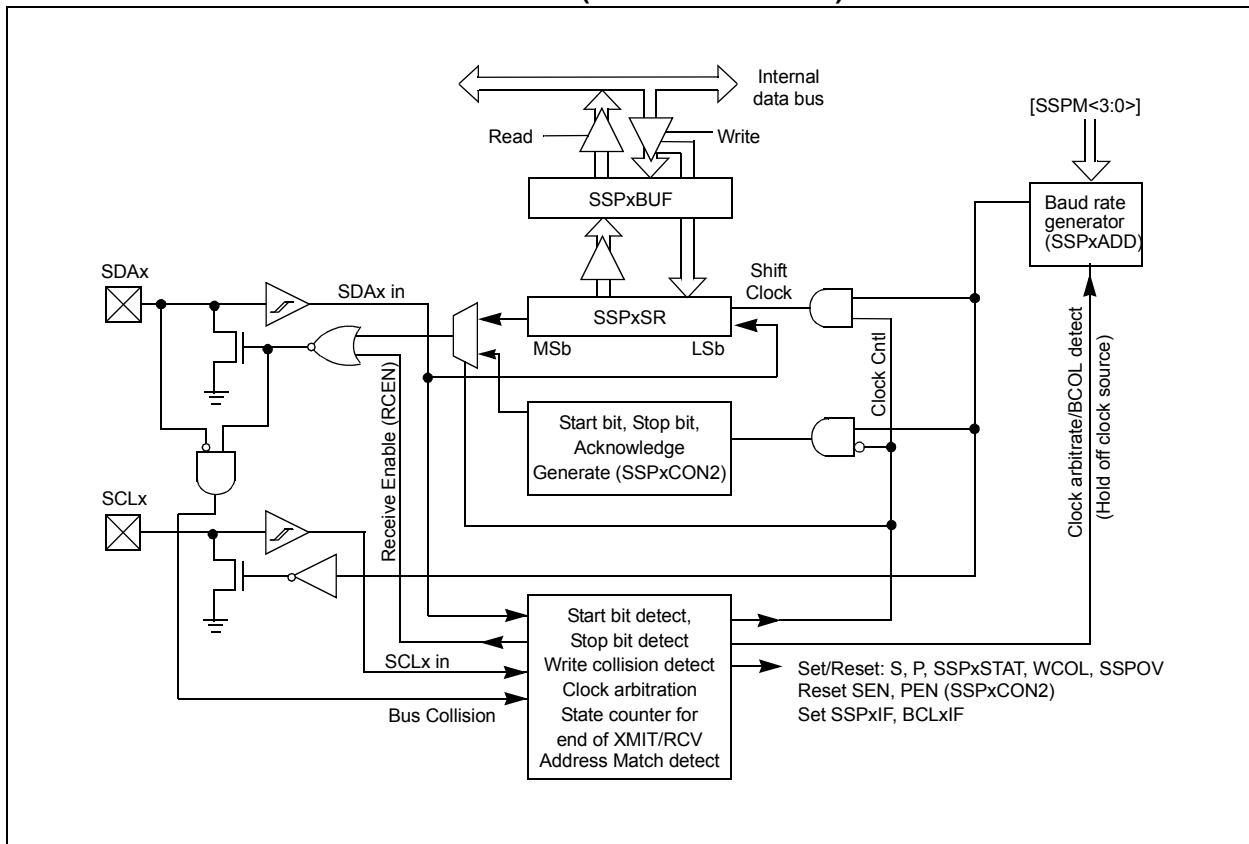 Internal
data bus
[SSPM<3:0>]
Read
Write
SSPxBUF
Baud rate
generator
(SSPxADD)
SDAx
Shift
Clock
SDAx in
SSPxSR
MSb
LSb
Clock Cntl
Receive Enable (RCEN)
Start bit, Stop bit,
Acknowledge
Generate (SSPxCON2)
Clock arbitrate/BCOL detect
(Hold off clock source)
SCLx
Start bit detect,
Stop bit detect
Write collision detect
Clock arbitration
State counter for
end of XMIT/RCV
Address Match detect
SCLx in
Bus Collision
Set/Reset: S, P, SSPxSTAT, WCOL, SSPOV
Reset SEN, PEN (SSPxCON2)
Set SSPxIF, BCLxIF